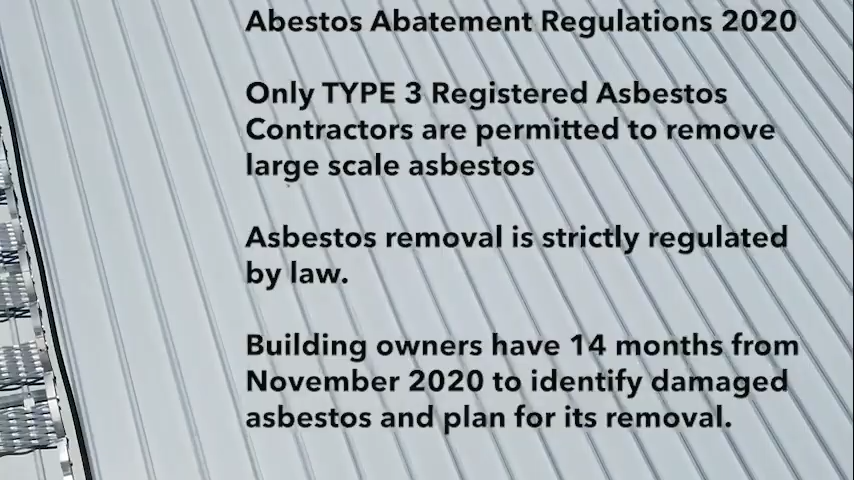 Abestos Abatement Regulations 2020
Only TYPE 3 Registered Asbestos
Contractors are permitted to remove
large scale asbestos
Asbestos removal is strictly regulated
by law.
Building owners have 14 months from
November 2020 to identify damaged
asbestos and plan for its removal.